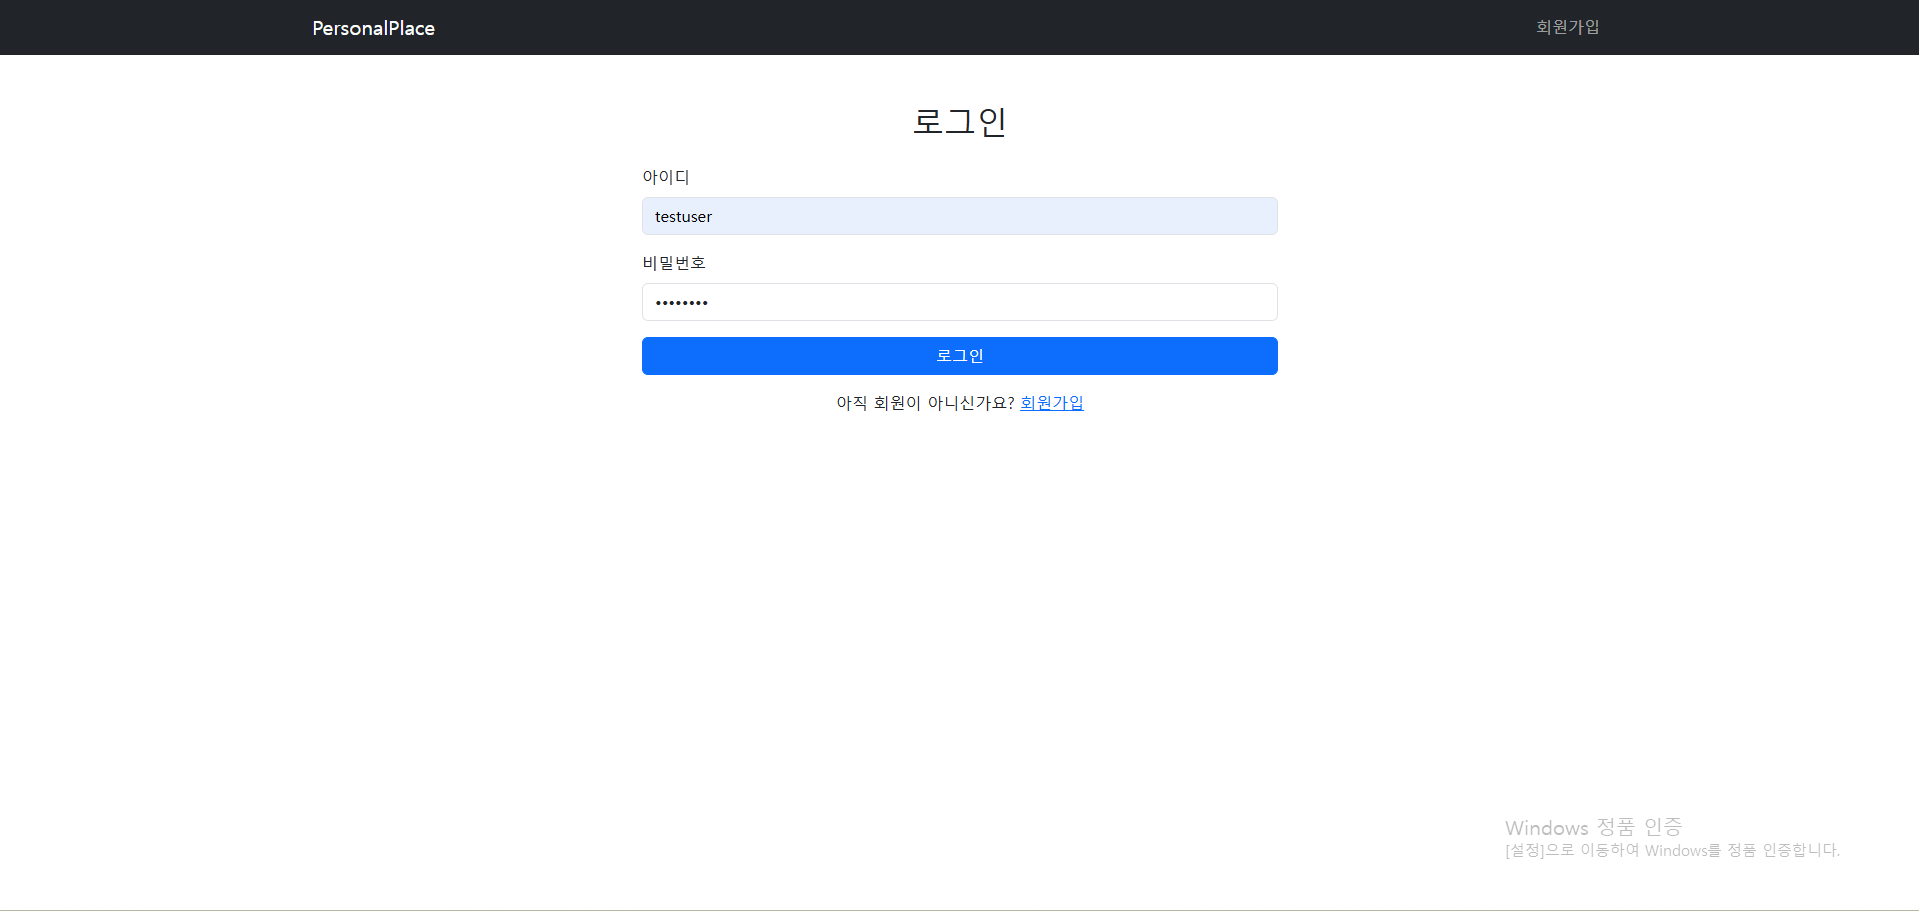 PersonalPlace 회원가입
로그인
아이디
testuser
비밀번호
••••••••
로그인
아직 회원이 아니신가요? 회원가입
Windows 정품 인증
[설정]으로 이동하여 Windows를 정품 인증합니다.